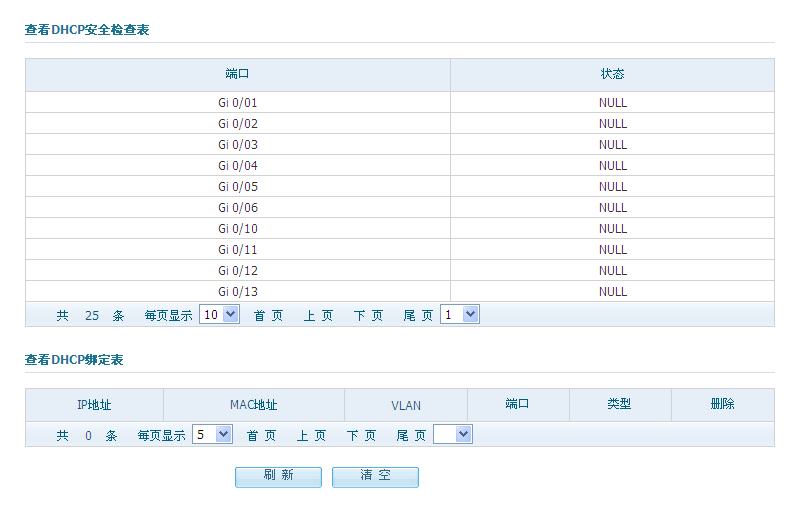 查看DHCP安全检查表
端口 状态
Gi 0/01 NULL
Gi 0/02 NULL
Gi 0/03 NULL
Gi 0/04 NULL
Gi 0/05 NULL
Gi 0/06 NULL
Gi 0/10 NULL
Gi 0/11 NULL
Gi 0/12 NULL
Gi 0/13 NULL
共 25 条 每页显示 10 首 页 上 页 下 页 尾 页 1
查看DHCP绑定表
IP地址 MAC地址 VLAN 端口 类型 删除
共 0 条 每页显示 5 首 页 上 页 下 页 尾 页
刷 新 清 空